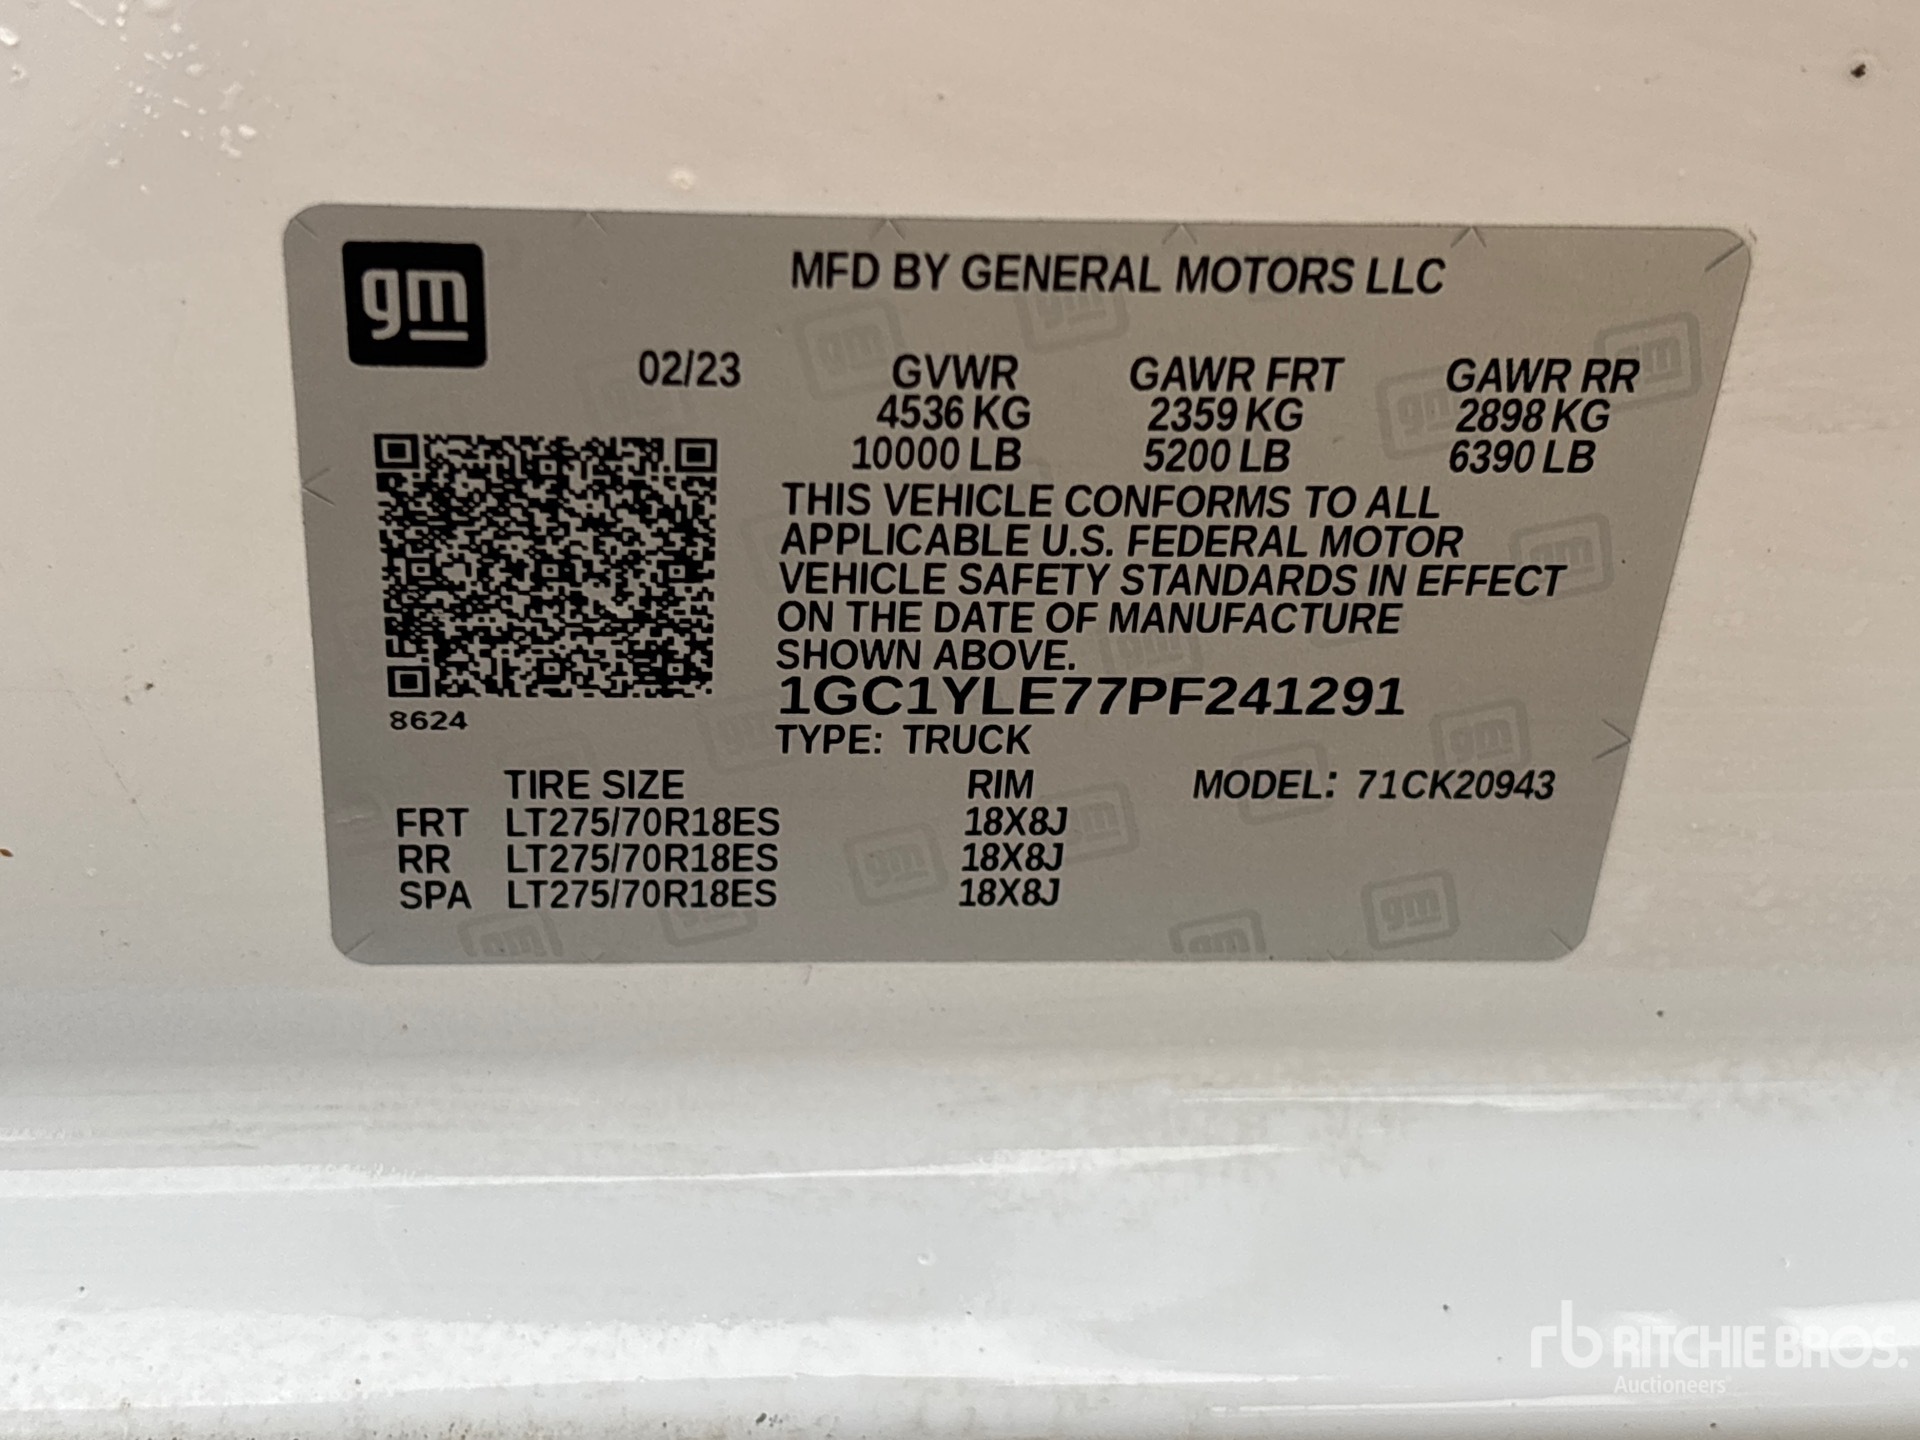 gm
MFD BY GENERAL MOTORS LLC
02/23 GVWR GAWR FRT GAWR RR
4536 KG 2359 KG 2898 KG
10000 LB 5200 LB 6390 LB
THIS VEHICLE CONFORMS TO ALL
APPLICABLE U.S. FEDERAL MOTOR
VEHICLE SAFETY STANDARDS IN EFFECT
ON THE DATE OF MANUFACTURE
SHOWN ABOVE.
1GC1YLE77PF241291
8624
TYPE: TRUCK
TIRE SIZE RIM MODEL: 71CK20943
FRT LT275/70R18ES 18X8J
RR LT275/70R18ES 18X8J
SPA LT275/70R18ES 18X8J
rb RITCHIE BROS.
Auctioneers